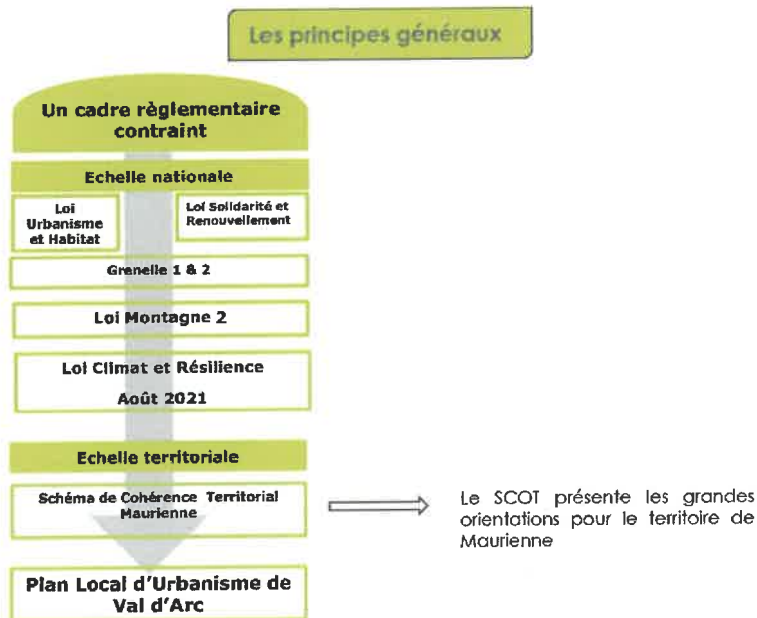 Les principes généraux
Un cadre règlementaire
contraint
Echelle nationale
Loi
Urbanisme
et Habitat
Loi Solidarité et
Renouvellement
Grenelle 1 & 2
Loi Montagne 2
Loi Climat et Résilience
Août 2021
Echelle territoriale
Schéma de Cohérence Territorial
Maurienne
Le SCOT présente les grandes
orientations pour le territoire de
Maurienne
Plan Local d'Urbanisme de
Val d'Arc